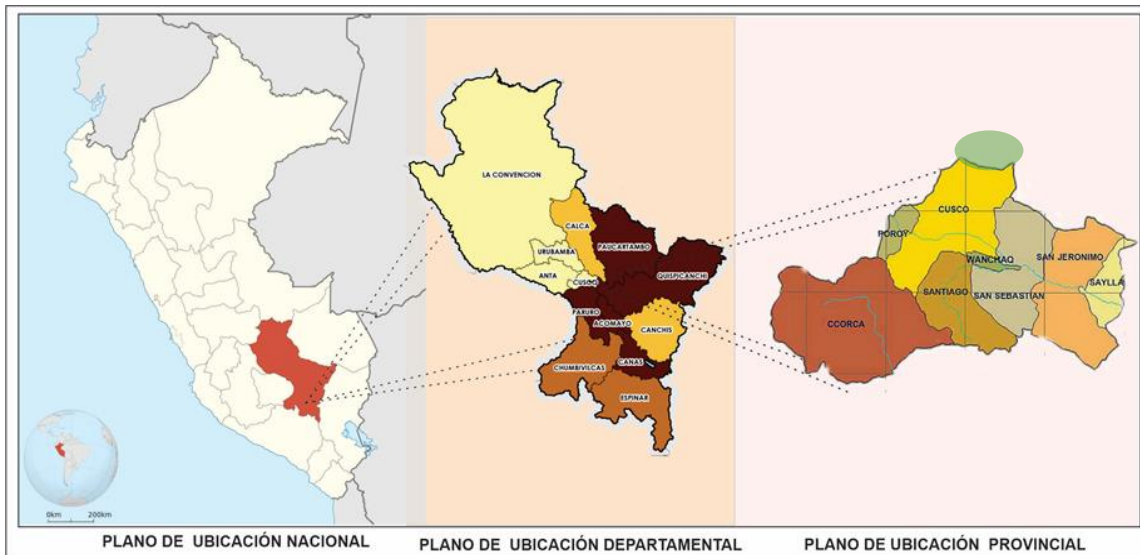 LA CONVENCION
CALCA
PAUCARTAMBO
URUBAMBA
ANTA
CUSCO
QUISPICANCHI
PARURO
ACOMAYO
CANCHIS
CANAS
CHUMBIVILCAS
ESPINAR
CUSCO
POROY
WANCHAQ
SAN JERONIMO
SAYLLA
SANTIAGO
SAN SEBASTIAN
CCORCA
0km 200km
PLANO DE UBICACIÓN NACIONAL
PLANO DE UBICACIÓN DEPARTAMENTAL
PLANO DE UBICACIÓN PROVINCIAL